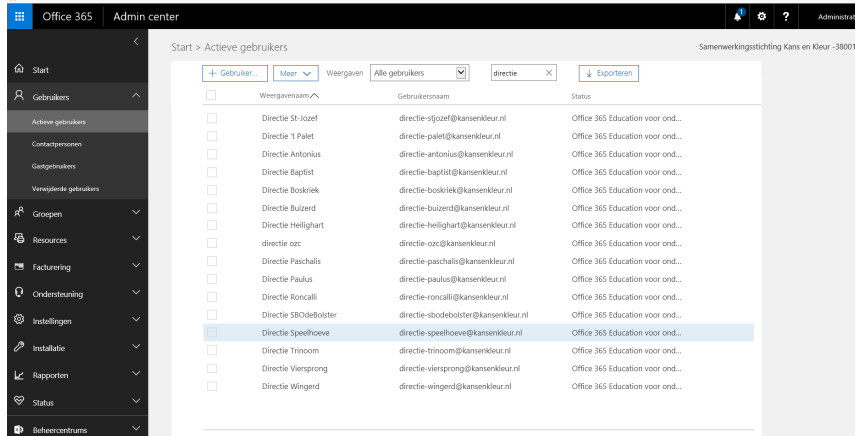 Office 365 Admin center 1 ? Administrat
Start > Actieve gebruikers Samenwerkingsstichting Kans en Kleur -38001
Start
Gebruikers
Actieve gebruikers
Contactpersonen
Gastgebruikers
Verwijderde gebruikers
Groepen
Resources
Facturering
Ondersteuning
Instellingen
Installatie
Rapporten
Status
Beheercentrums
+ Gebruiker... Meer Weergaven Alle gebruikers directie × Exporteren
Weergavenaam Gebruikersnaam Status
Directie St-Jozef directie-stjozef@kansenkleur.nl Office 365 Education voor ond...
Directie 't Palet directie-palet@kansenkleur.nl Office 365 Education voor ond...
Directie Antonius directie-antonius@kansenkleur.nl Office 365 Education voor ond...
Directie Baptist directie-baptist@kansenkleur.nl Office 365 Education voor ond...
Directie Boskriek directie-boskriek@kansenkleur.nl Office 365 Education voor ond...
Directie Buizerd directie-buizerd@kansenkleur.nl Office 365 Education voor ond...
Directie Heilighart directie-heilighart@kansenkleur.nl Office 365 Education voor ond...
directie ozc directie-ozc@kansenkleur.nl Office 365 Education voor ond...
Directie Paschalis directie-paschalis@kansenkleur.nl Office 365 Education voor ond...
Directie Paulus directie-paulus@kansenkleur.nl Office 365 Education voor ond...
Directie Roncalli directie-roncalli@kansenkleur.nl Office 365 Education voor ond...
Directie SBOdeBolster directie-sbodebolster@kansenkleur.nl Office 365 Education voor ond...
Directie Speelhoeve directie-speelhoeve@kansenkleur.nl Office 365 Education voor ond...
Directie Trinoom directie-trinoom@kansenkleur.nl Office 365 Education voor ond...
Directie Viersprong directie-viersprong@kansenkleur.nl Office 365 Education voor ond...
Directie Wingerd directie-wingerd@kansenkleur.nl Office 365 Education voor ond...